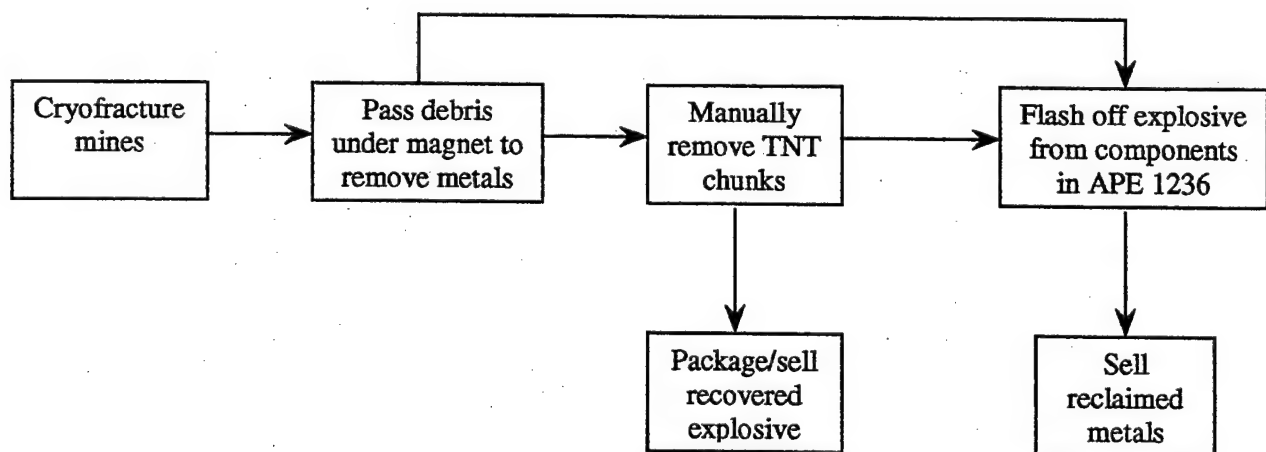 Cryofracture
mines
Pass debris
under magnet to
remove metals
Manually
remove TNT
chunks
Flash off explosive
from components
in APE 1236
Package/sell
recovered
explosive
Sell
reclaimed
metals